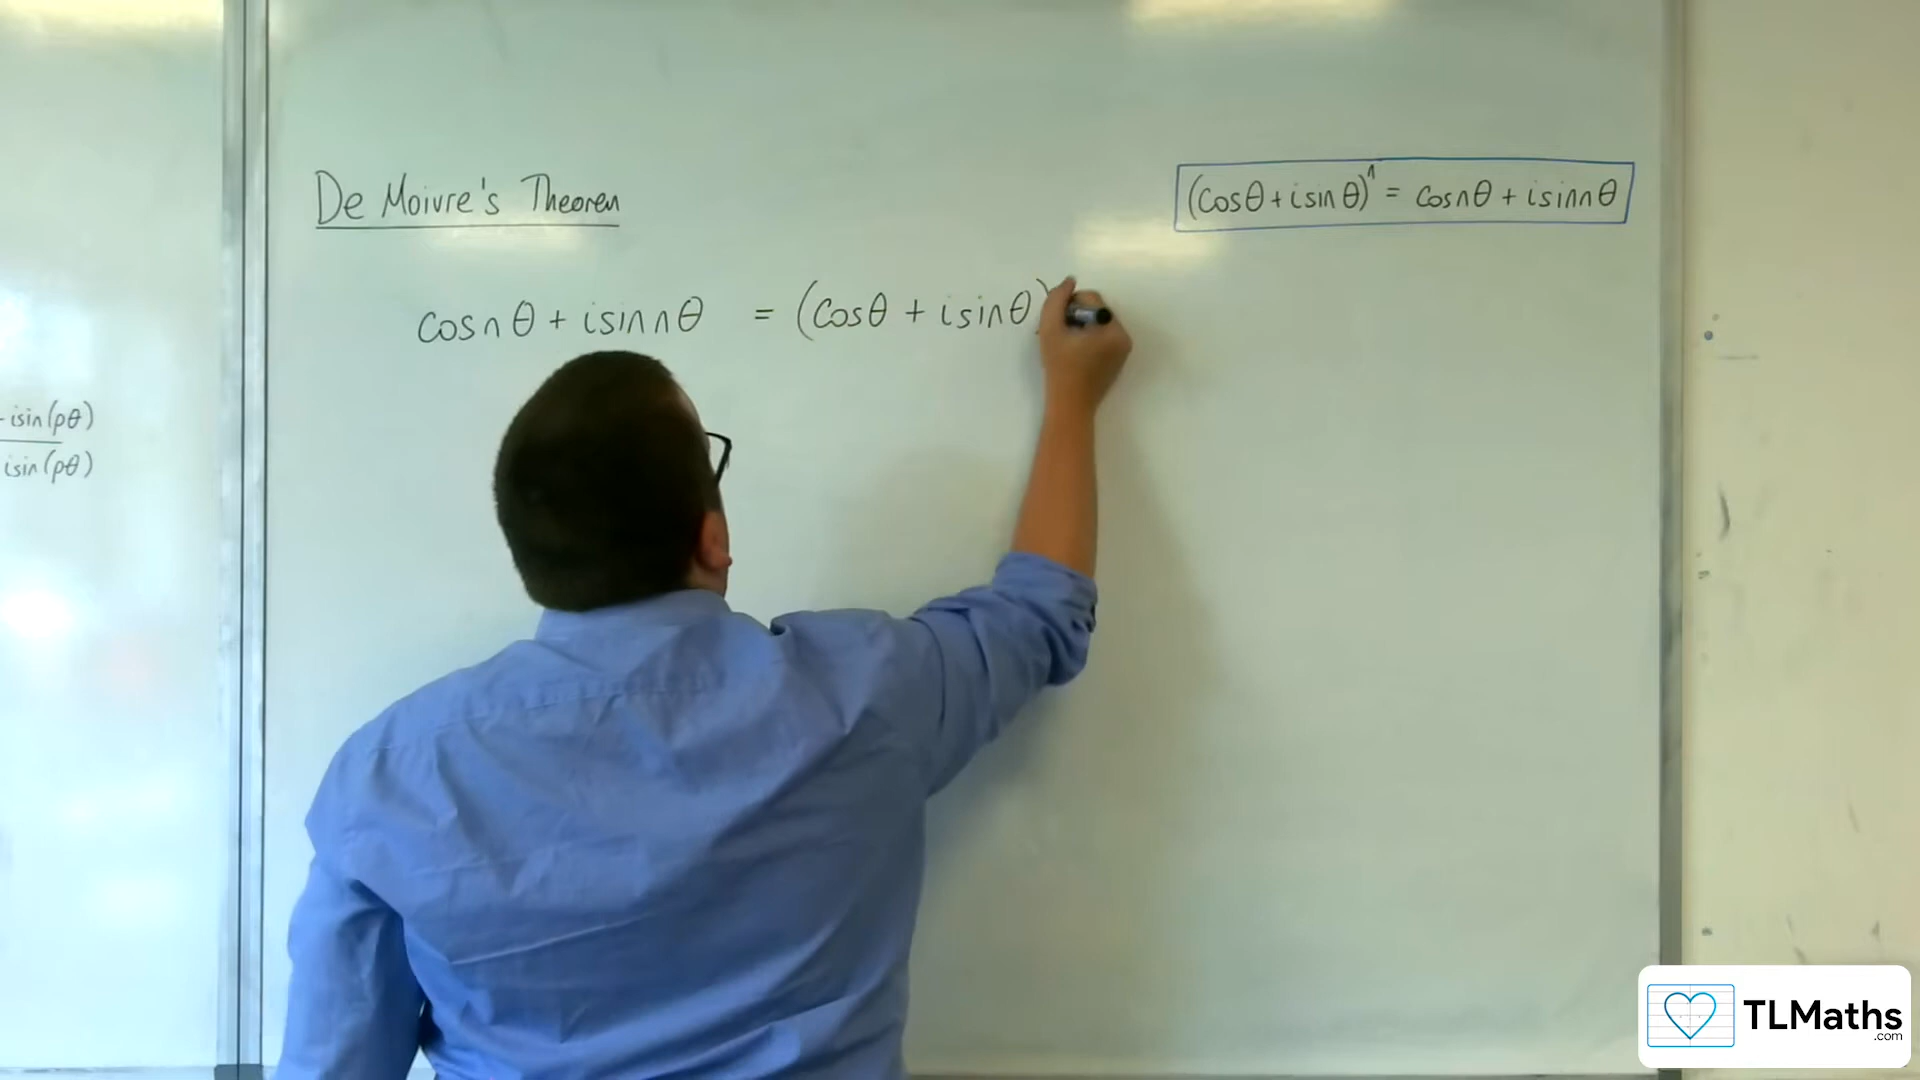 De Moivre's Theorem
(cosθ + isinθ)ⁿ = cosnθ + isinnθ
cosnθ + isinnθ = (cosθ + isinθ)
isin(pθ)
isin(pθ)
TLMaths
.com